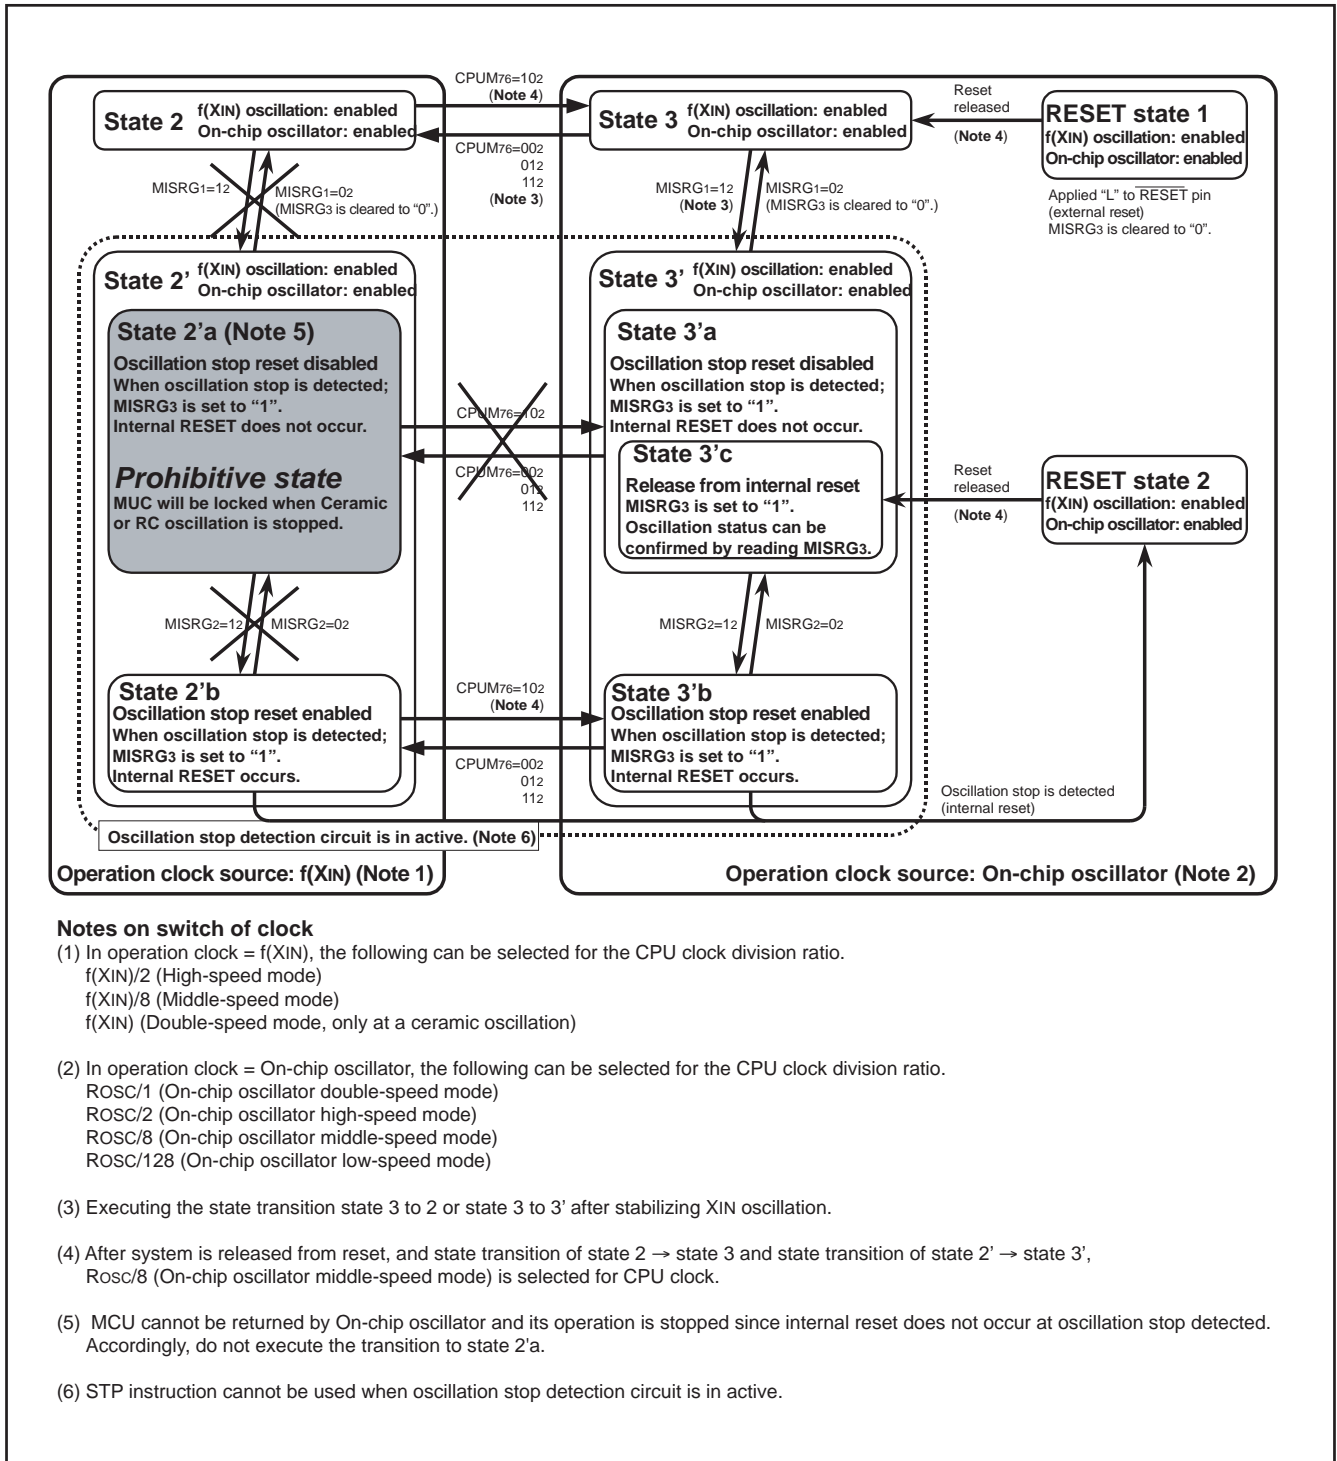 CPUM76=102
(Note 4)
State 2
f(XIN) oscillation: enabled
On-chip oscillator: enabled
State 3
f(XIN) oscillation: enabled
On-chip oscillator: enabled
Reset
released
(Note 4)
RESET state 1
f(XIN) oscillation: enabled
On-chip oscillator: enabled
CPUM76=002
012
112
(Note 3)
MISRG1=12
MISRG1=02
(MISRG3 is cleared to “0”.)
MISRG1=12
(Note 3)
MISRG1=02
(MISRG3 is cleared to “0”.)
Applied “L” to RESET pin
(external reset)
MISRG3 is cleared to “0”.
State 2'
f(XIN) oscillation: enabled
On-chip oscillator: enabled
State 3'
f(XIN) oscillation: enabled
On-chip oscillator: enabled
State 2'a (Note 5)
Oscillation stop reset disabled
When oscillation stop is detected;
MISRG3 is set to “1”.
Internal RESET does not occur.
Prohibitive state
MUC will be locked when Ceramic
or RC oscillation is stopped.
CPUM76=102
CPUM76=002
012
112
State 3'a
Oscillation stop reset disabled
When oscillation stop is detected;
MISRG3 is set to “1”.
Internal RESET does not occur.
State 3'c
Release from internal reset
MISRG3 is set to “1”.
Oscillation status can be
confirmed by reading MISRG3.
Reset
released
(Note 4)
RESET state 2
f(XIN) oscillation: enabled
On-chip oscillator: enabled
MISRG2=12
MISRG2=02
MISRG2=12
MISRG2=02
State 2'b
Oscillation stop reset enabled
When oscillation stop is detected;
MISRG3 is set to “1”.
Internal RESET occurs.
CPUM76=102
(Note 4)
CPUM76=002
012
112
State 3'b
Oscillation stop reset enabled
When oscillation stop is detected;
MISRG3 is set to “1”.
Internal RESET occurs.
Oscillation stop is detected
(internal reset)
Oscillation stop detection circuit is in active. (Note 6)
Operation clock source: f(XIN) (Note 1)
Operation clock source: On-chip oscillator (Note 2)
Notes on switch of clock
(1) In operation clock = f(XIN), the following can be selected for the CPU clock division ratio.
f(XIN)/2 (High-speed mode)
f(XIN)/8 (Middle-speed mode)
f(XIN) (Double-speed mode, only at a ceramic oscillation)
(2) In operation clock = On-chip oscillator, the following can be selected for the CPU clock division ratio.
ROSC/1 (On-chip oscillator double-speed mode)
ROSC/2 (On-chip oscillator high-speed mode)
ROSC/8 (On-chip oscillator middle-speed mode)
ROSC/128 (On-chip oscillator low-speed mode)
(3) Executing the state transition state 3 to 2 or state 3 to 3’ after stabilizing XIN oscillation.
(4) After system is released from reset, and state transition of state 2 → state 3 and state transition of state 2’ → state 3’,
ROSC/8 (On-chip oscillator middle-speed mode) is selected for CPU clock.
(5) MCU cannot be returned by On-chip oscillator and its operation is stopped since internal reset does not occur at oscillation stop detected.
Accordingly, do not execute the transition to state 2’a.
(6) STP instruction cannot be used when oscillation stop detection circuit is in active.